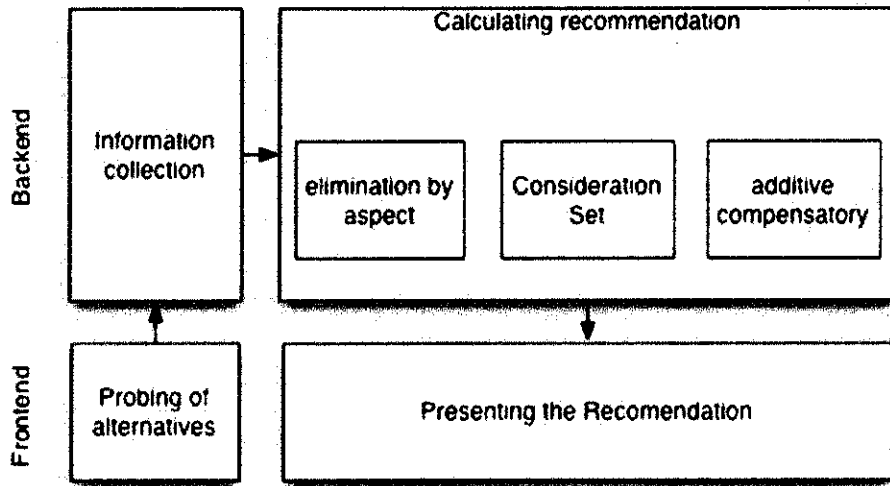 Calculating recommendation
Backend
Information
collection
elimination by
aspect
Consideration
Set
additive
compensatory
Frontend
Probing of
alternatives
Presenting the Recomendation